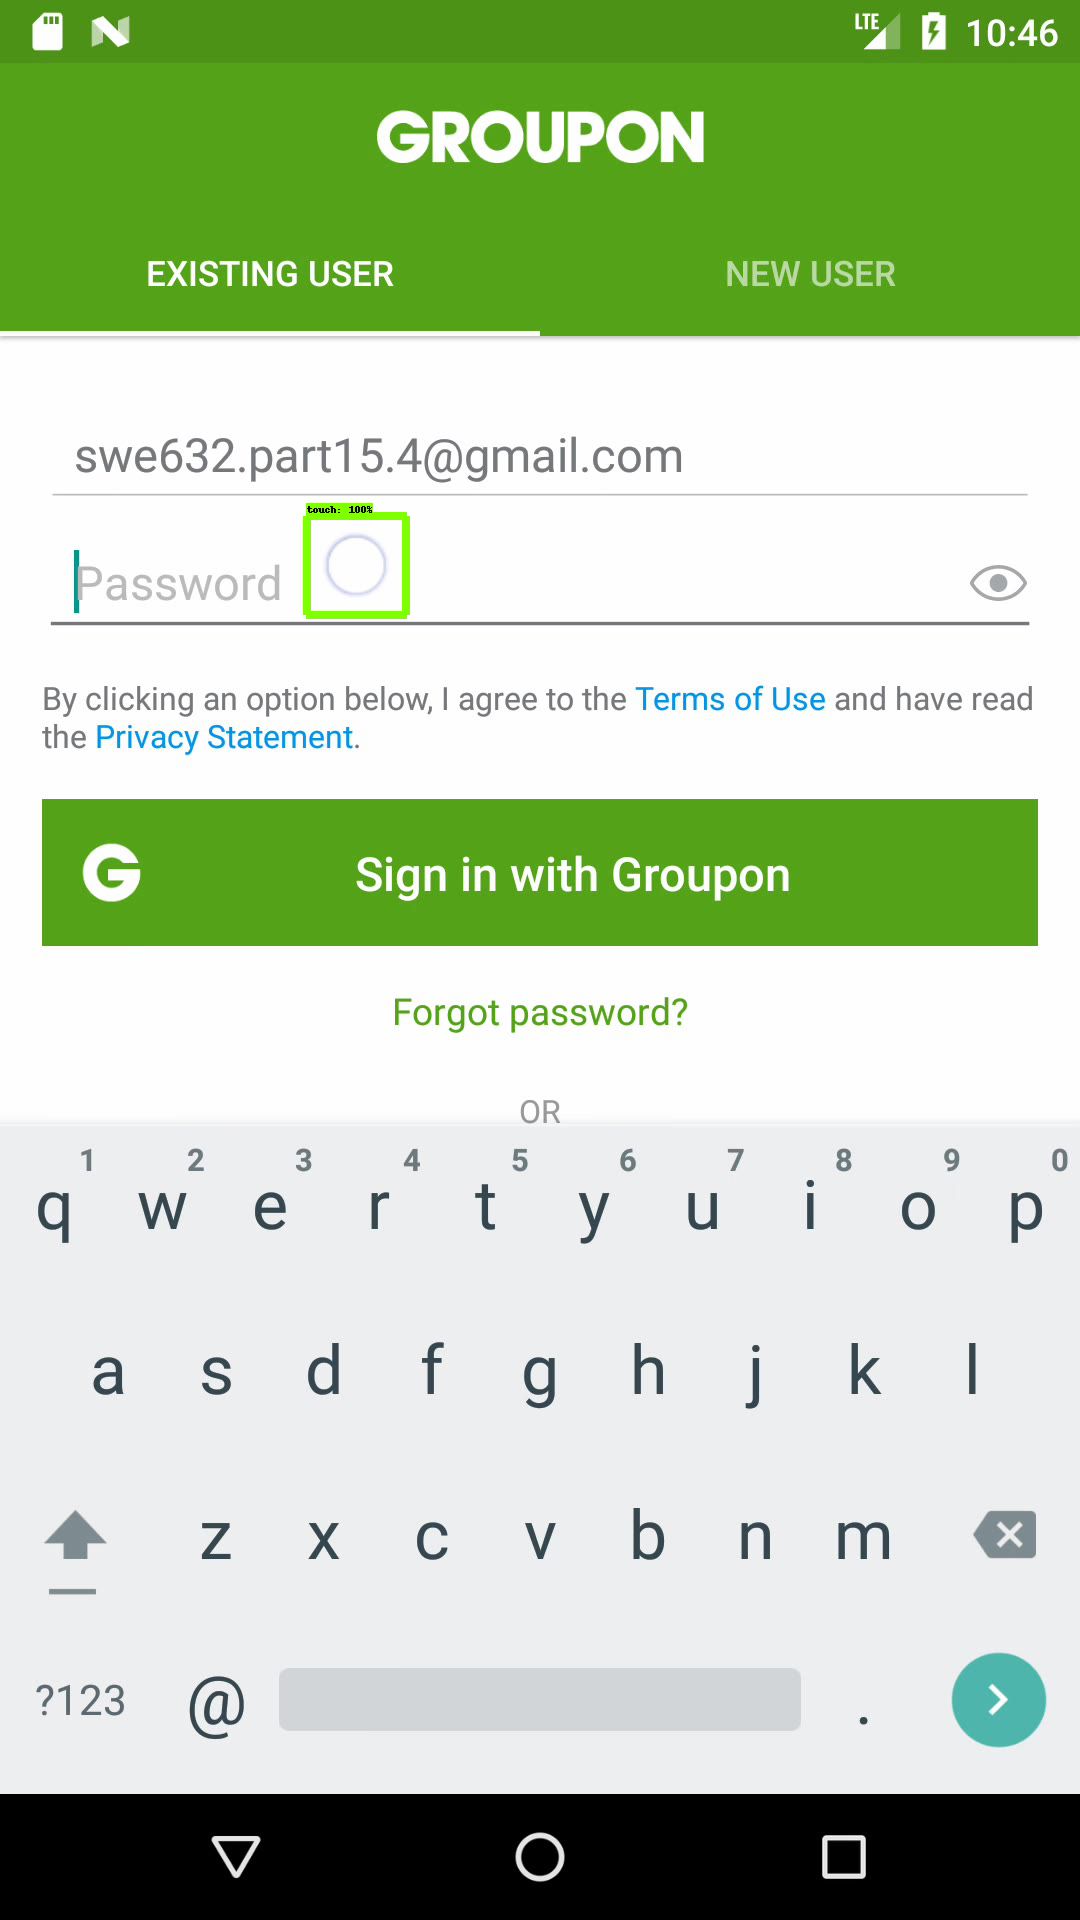 LTE 10:46
GROUPON
EXISTING USER NEW USER
swe632.part15.4@gmail.com
touch: 100%
Password
By clicking an option below, I agree to the Terms of Use and have read
the Privacy Statement.
G Sign in with Groupon
Forgot password?
OR
1 2 3 4 5 6 7 8 9 0
q w e r t y u i o p
a s d f g h j k l
z x c v b n m
?123 @ .